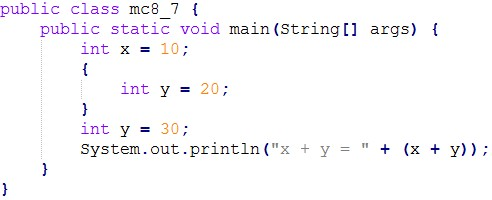 public class mc8_7 {
    public static void main(String[] args) {
        int x = 10;
        {
            int y = 20;
        }
        int y = 30;
        System.out.println("x + y = " + (x + y));
    }
}